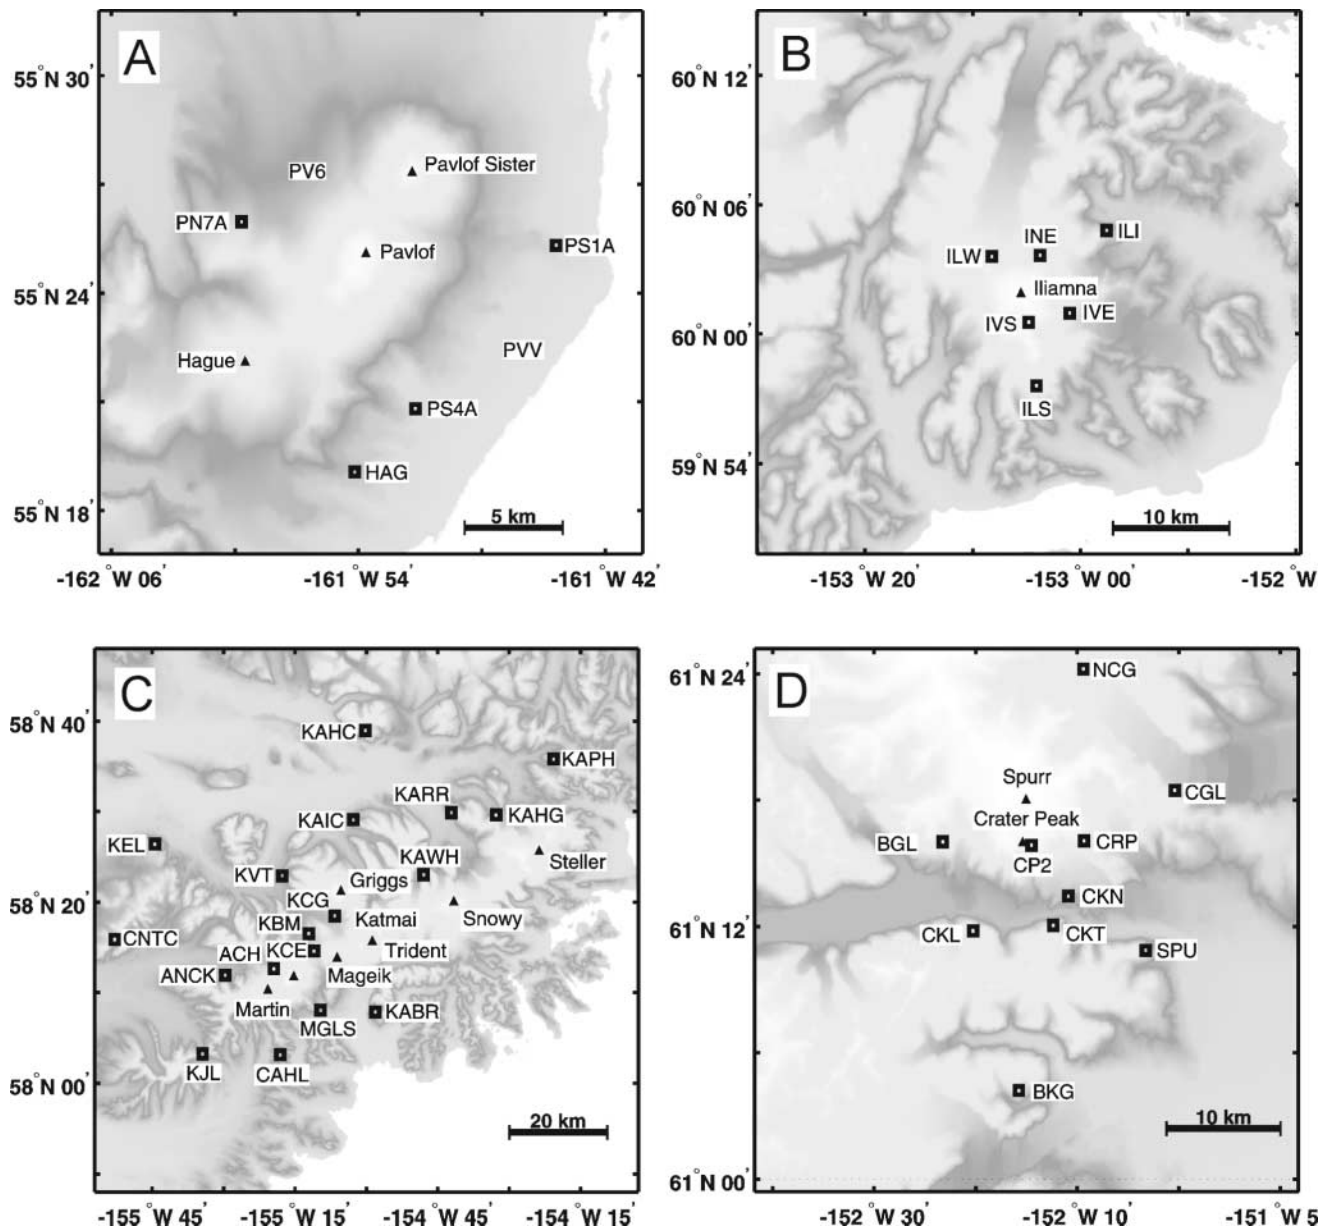 A
55°N 30'
55°N 24'
55°N 18'
PV6
Pavlof Sister
PN7A
PS1A
Pavlof
PVV
Hague
PS4A
HAG
5 km
-162°W 06'
-161°W 54'
-161°W 42'
B
60°N 12'
60°N 06'
60°N 00'
59°N 54'
ILI
INE
ILW
Iliamna
IVE
IVS
ILS
10 km
-153°W 20'
-153°W 00'
-152°W
C
58°N 40'
58°N 20'
58°N 00'
KAHC
KAPH
KARR
KAHG
KAIC
KEL
KAWH
Steller
KVT
Griggs
KCG
Snowy
Katmai
KBM
CNTC
KCE
Trident
ACH
ANCK
Mageik
Martin
MGLS
KABR
KJL
CAHL
20 km
-155°W 45'
-155°W 15'
-154°W 45'
-154°W 15'
D
61°N 24'
61°N 12'
61°N 00'
NCG
Spurr
CGL
Crater Peak
BGL
CRP
CP2
CKN
CKL
CKT
SPU
BKG
10 km
-152°W 30'
-152°W 10'
-151°W 5